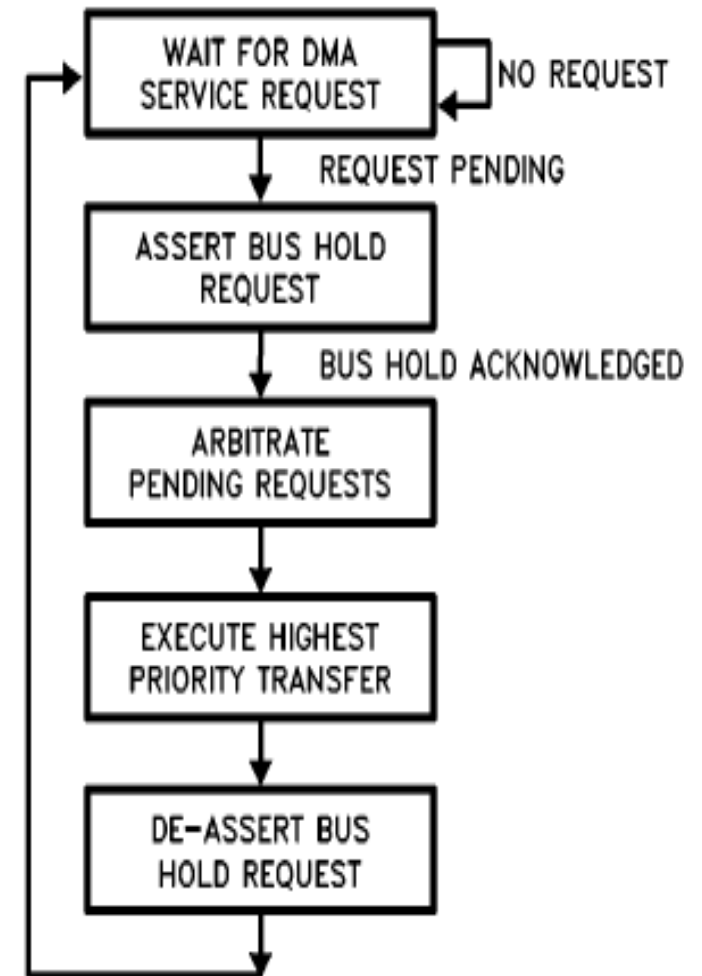 WAIT FOR DMA
SERVICE REQUEST
NO REQUEST
REQUEST PENDING
ASSERT BUS HOLD
REQUEST
BUS HOLD ACKNOWLEDGED
ARBITRATE
PENDING REQUESTS
EXECUTE HIGHEST
PRIORITY TRANSFER
DE-ASSERT BUS
HOLD REQUEST